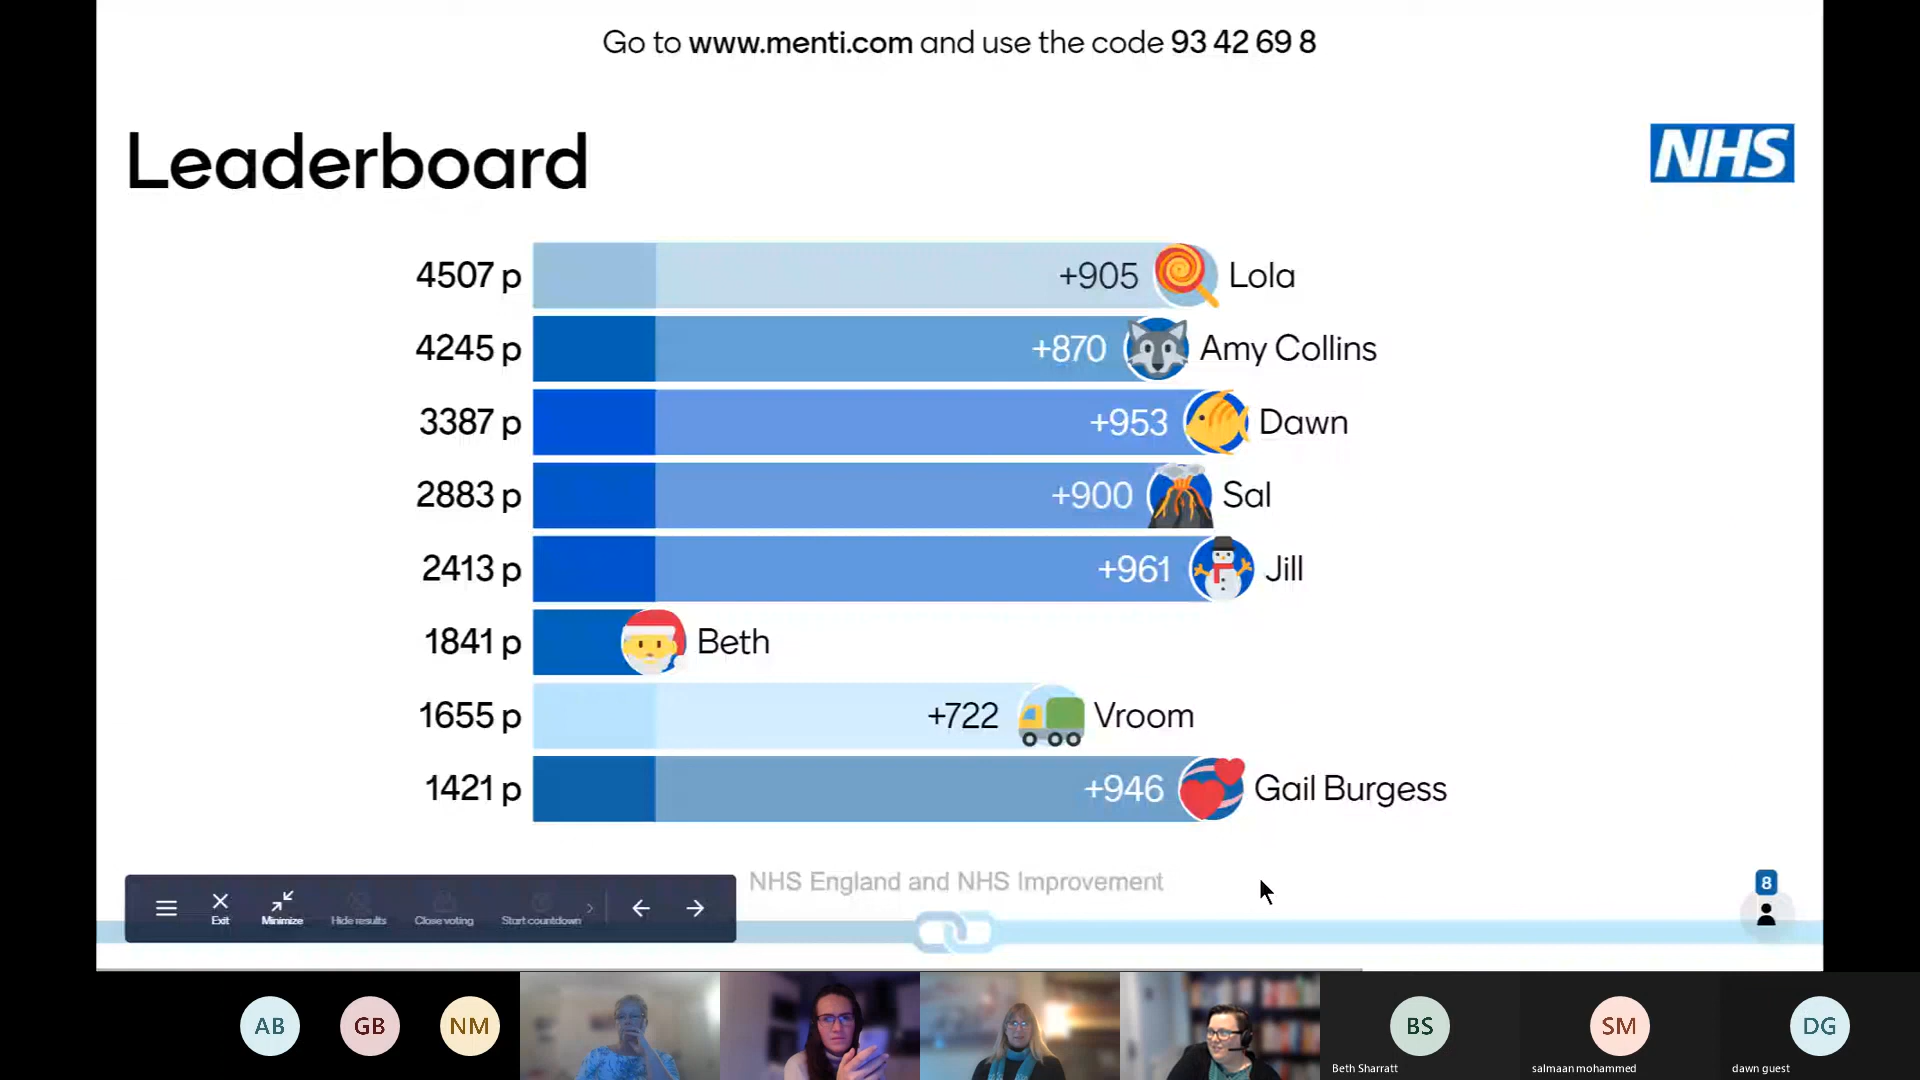 Go to www.menti.com and use the code 93 42 69 8
Leaderboard
NHS
4507 p +905 Lola
4245 p +870 Amy Collins
3387 p +953 Dawn
2883 p +900 Sal
2413 p +961 Jill
1841 p Beth
1655 p +722 Vroom
1421 p +946 Gail Burgess
NHS England and NHS Improvement
8
Exit Minimize Hide results Close voting Start countdown
AB GB NM BS SM DG
Beth Sharratt salmaan mohammed dawn guest